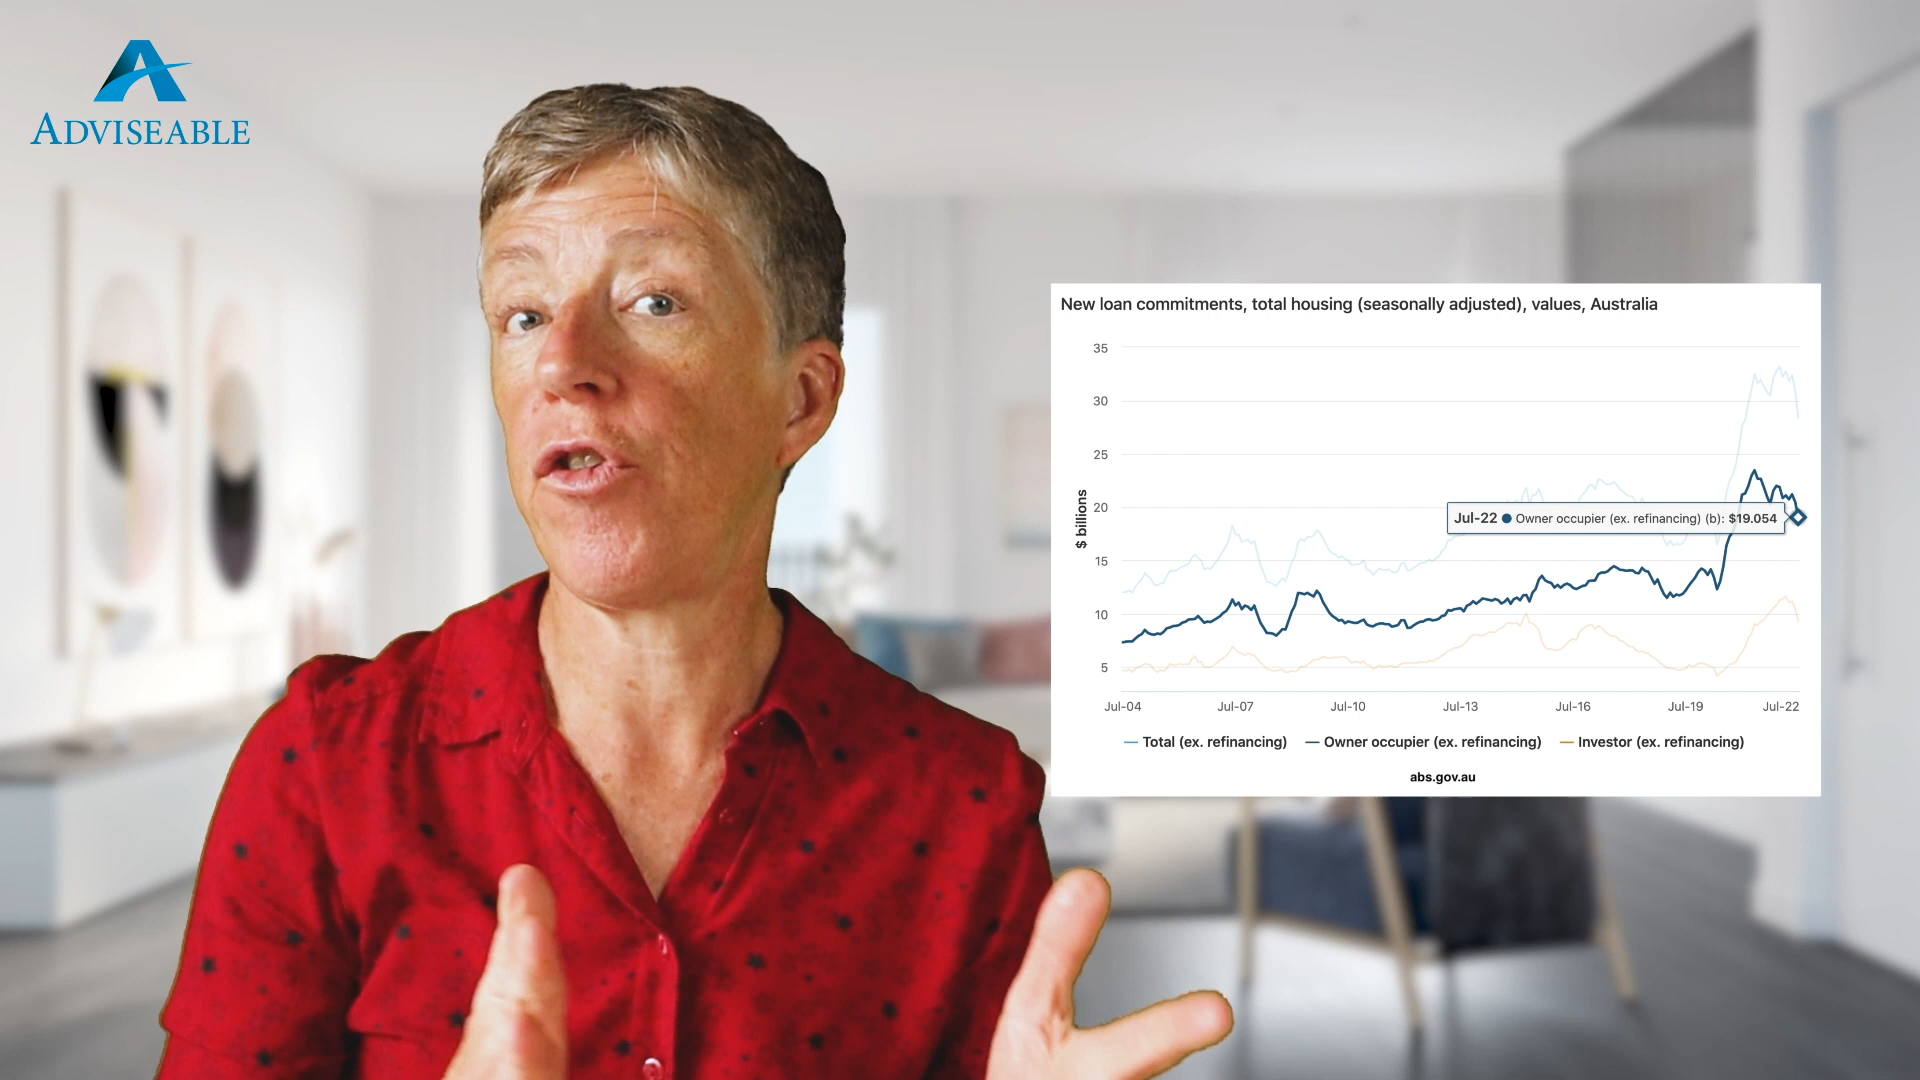 ADVISEABLE
New loan commitments, total housing (seasonally adjusted), values, Australia
$ billions
35
30
25
20
15
10
5
Jul-22 Owner occupier (ex. refinancing) (b): $19.054
Jul-04 Jul-07 Jul-10 Jul-13 Jul-16 Jul-19 Jul-22
Total (ex. refinancing) Owner occupier (ex. refinancing) Investor (ex. refinancing)
abs.gov.au